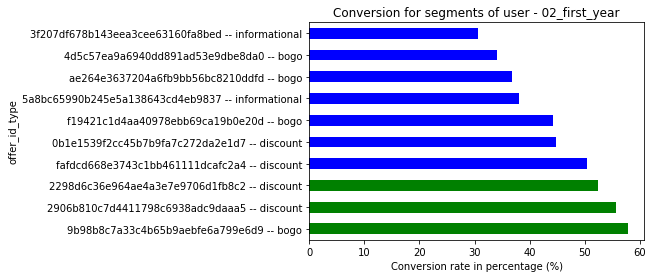 Conversion for segments of user - 02_first_year
3f207df678b143eea3cee63160fa8bed -- informational
4d5c57ea9a6940dd891ad53e9dbe8da0 -- bogo
ae264e3637204a6fb9bb56bc8210ddfd -- bogo
5a8bc65990b245e5a138643cd4eb9837 -- informational
f19421c1d4aa40978ebb69ca19b0e20d -- bogo
0b1e1539f2cc45b7b9fa7c272da2e1d7 -- discount
fafdcd668e3743c1bb461111dcafc2a4 -- discount
2298d6c36e964ae4a3e7e9706d1fb8c2 -- discount
2906b810c7d4411798c6938adc9daaa5 -- discount
9b98b8c7a33c4b65b9aebfe6a799e6d9 -- bogo
offer_id_type
0 10 20 30 40 50 60
Conversion rate in percentage (%)